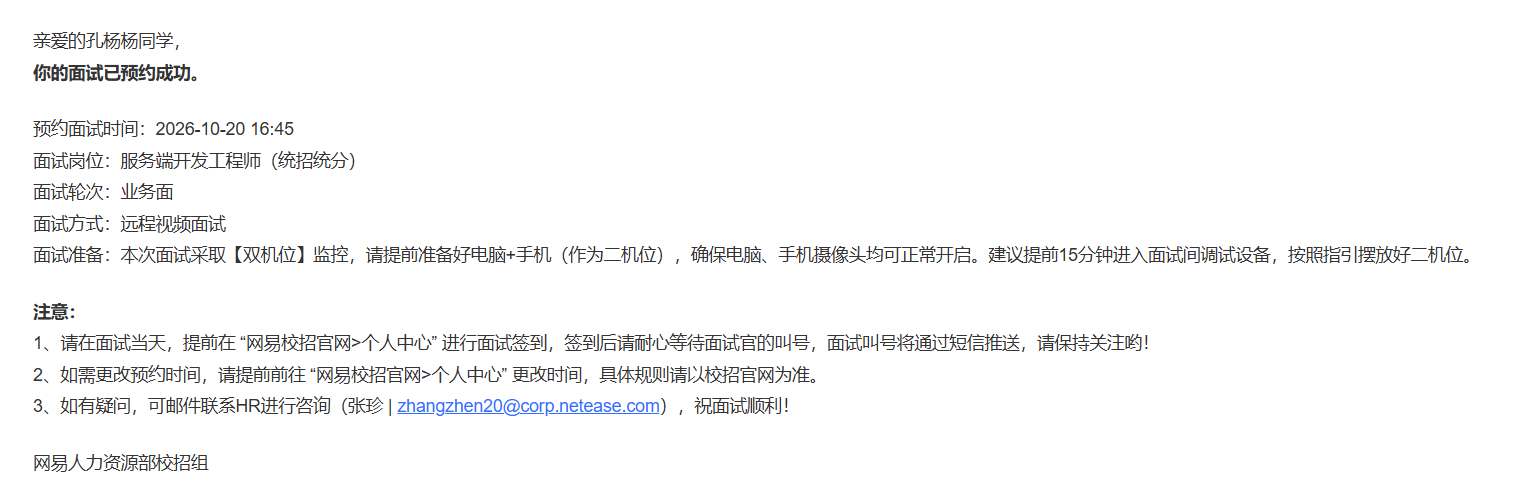 亲爱的孔杨杨同学，
你的面试已预约成功。
预约面试时间：2026-10-20 16:45
面试岗位：服务端开发工程师（统招统分）
面试轮次：业务面
面试方式：远程视频面试
面试准备：本次面试采取【双机位】监控，请提前准备好电脑+手机（作为二机位），确保电脑、手机摄像头均可正常开启。建议提前15分钟进入面试间调试设备，按照指引摆放好二机位。
注意：
1、请在面试当天，提前在 “网易校招官网>个人中心” 进行面试签到，签到后请耐心等待面试官的叫号，面试叫号将通过短信推送，请保持关注哟！
2、如需更改预约时间，请提前前往 “网易校招官网>个人中心” 更改时间，具体规则请以校招官网为准。
3、如有疑问，可邮件联系HR进行咨询（张珍 | zhangzhen20@corp.netease.com），祝面试顺利！
网易人力资源部校招组